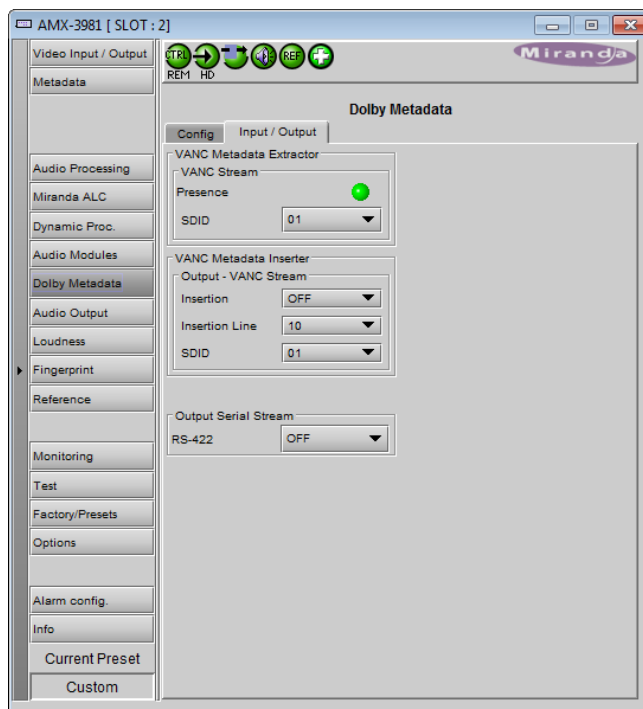 AMX-3981 [ SLOT : 2]
Video Input / Output
Metadata
Audio Processing
Miranda ALC
Dynamic Proc.
Audio Modules
Dolby Metadata
Audio Output
Loudness
Fingerprint
Reference
Monitoring
Test
Factory/Presets
Options
Alarm config.
Info
Current Preset
Custom
CTRL
REF
REM HD
Miranda
Dolby Metadata
Config Input / Output
VANC Metadata Extractor
VANC Stream
Presence
SDID 01
VANC Metadata Inserter
Output - VANC Stream
Insertion OFF
Insertion Line 10
SDID 01
Output Serial Stream
RS-422 OFF